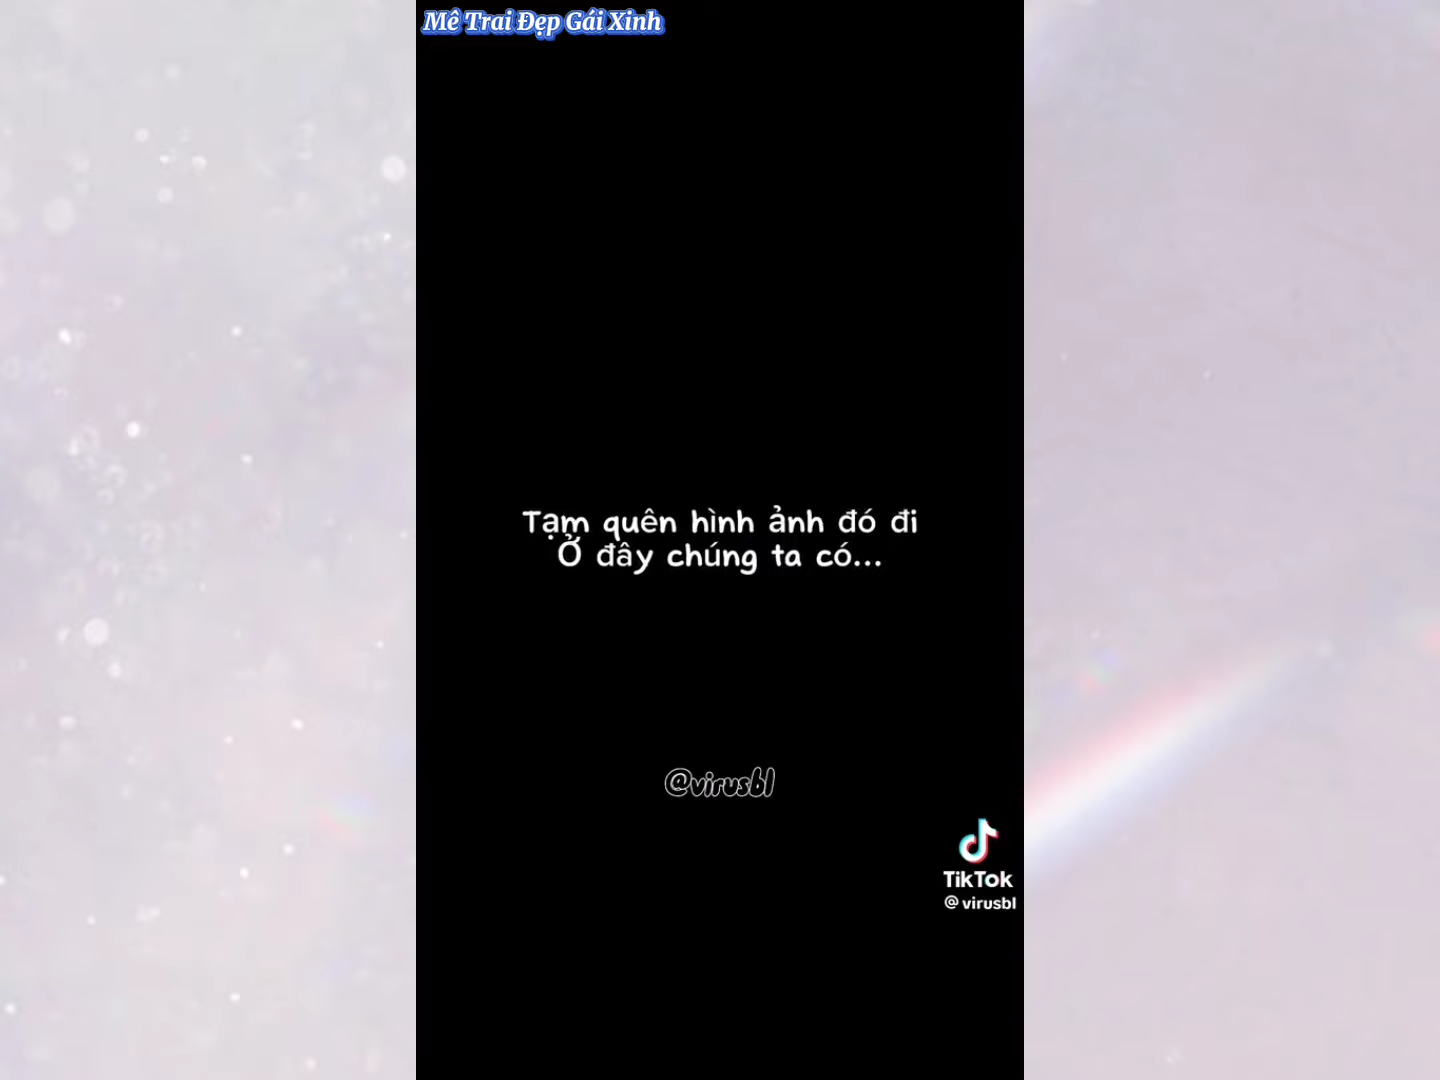 Mê Trai Đẹp Gái Xinh
Tạm quên hình ảnh đó đi
Ở đây chúng ta có...
@virusbl
TikTok
@virusbl